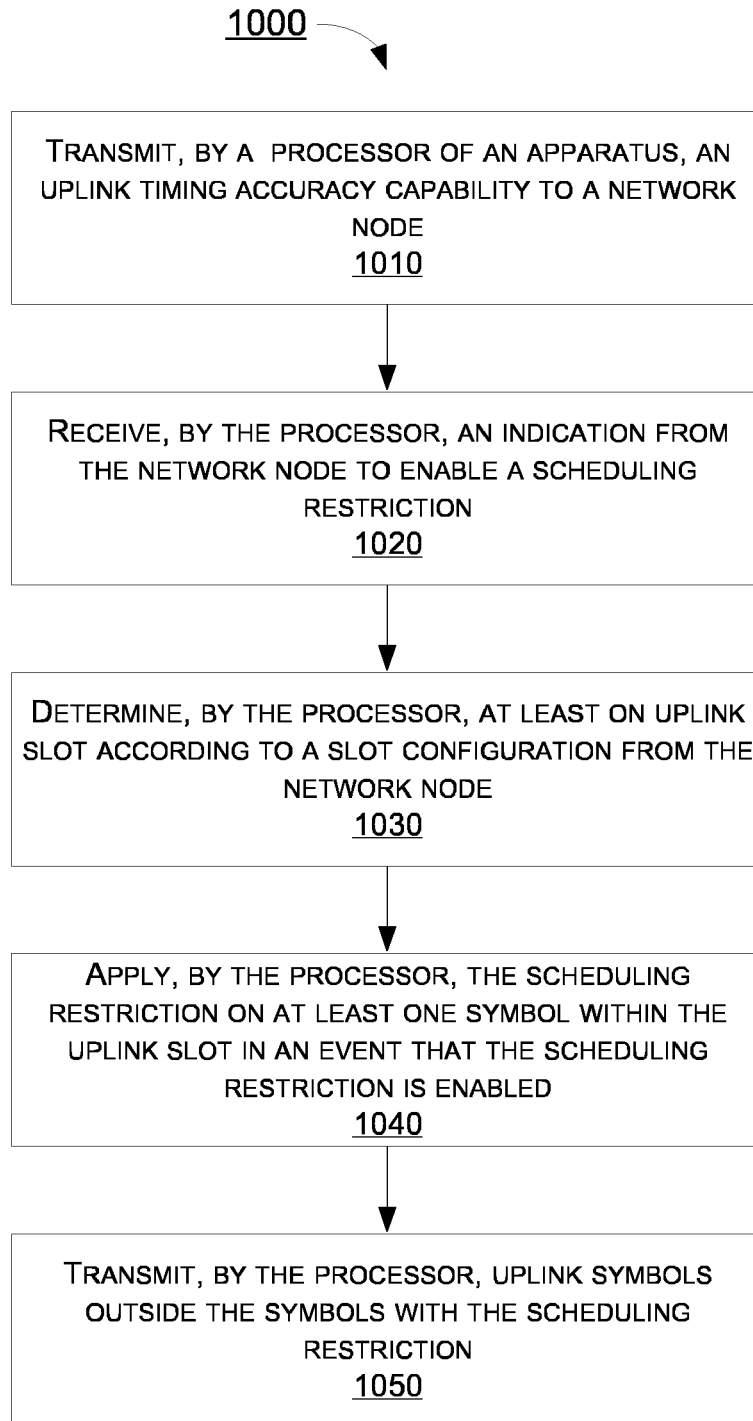 1000
TRANSMIT, BY A PROCESSOR OF AN APPARATUS, AN
UPLINK TIMING ACCURACY CAPABILITY TO A NETWORK
NODE
1010
RECEIVE, BY THE PROCESSOR, AN INDICATION FROM
THE NETWORK NODE TO ENABLE A SCHEDULING
RESTRICTION
1020
DETERMINE, BY THE PROCESSOR, AT LEAST ON UPLINK
SLOT ACCORDING TO A SLOT CONFIGURATION FROM THE
NETWORK NODE
1030
APPLY, BY THE PROCESSOR, THE SCHEDULING
RESTRICTION ON AT LEAST ONE SYMBOL WITHIN THE
UPLINK SLOT IN AN EVENT THAT THE SCHEDULING
RESTRICTION IS ENABLED
1040
TRANSMIT, BY THE PROCESSOR, UPLINK SYMBOLS
OUTSIDE THE SYMBOLS WITH THE SCHEDULING
RESTRICTION
1050